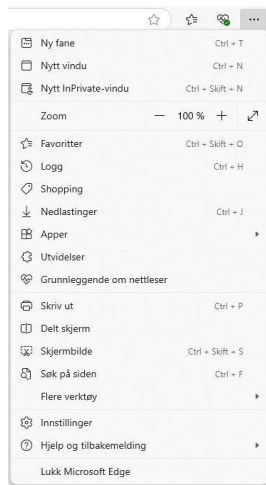 Ny fane Ctrl + T
Nytt vindu Ctrl + N
Nytt InPrivate-vindu Ctrl + Skift + N
Zoom — 100 % +
Favoritter Ctrl + Skift + O
Logg Ctrl + H
Shopping
Nedlastinger Ctrl + J
Apper
Utvidelser
Grunnleggende om nettleser
Skriv ut Ctrl + P
Delt skjerm
Skjermbilde Ctrl + Skift + S
Søk på siden Ctrl + F
Flere verktøy
Innstillinger
Hjelp og tilbakemelding
Lukk Microsoft Edge